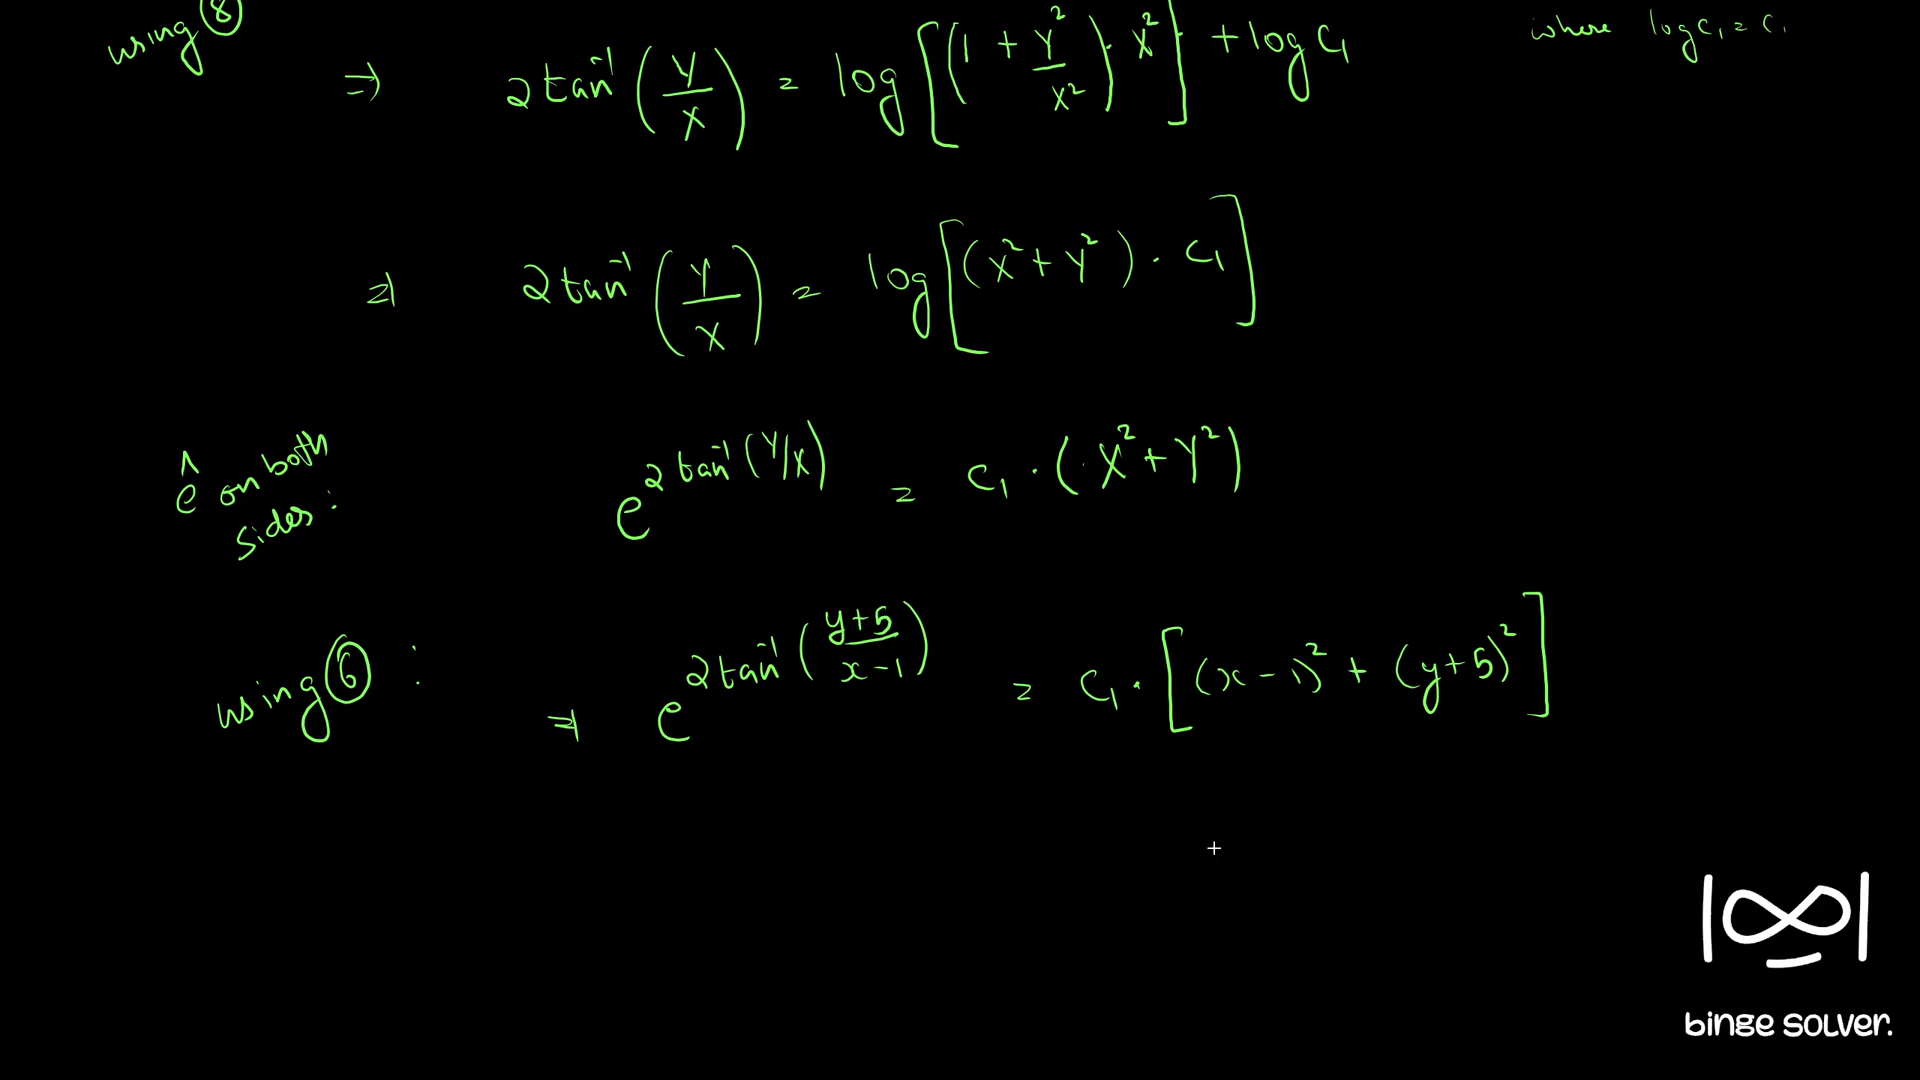 using ⑧ ⇒ 2tan⁻¹(Y/X) = log[(1 + Y²/X²)·X²] + log c₁ where log c₁ = c.
⇒ 2tan⁻¹(Y/X) = log[(X²+Y²)·c₁]
e^ on both sides: e^(2tan⁻¹(Y/X)) = c₁·(X²+Y²)
using ⑥: ⇒ e^(2tan⁻¹((y+5)/(x-1))) = c₁·[(x-1)² + (y+5)²]
binge solver.